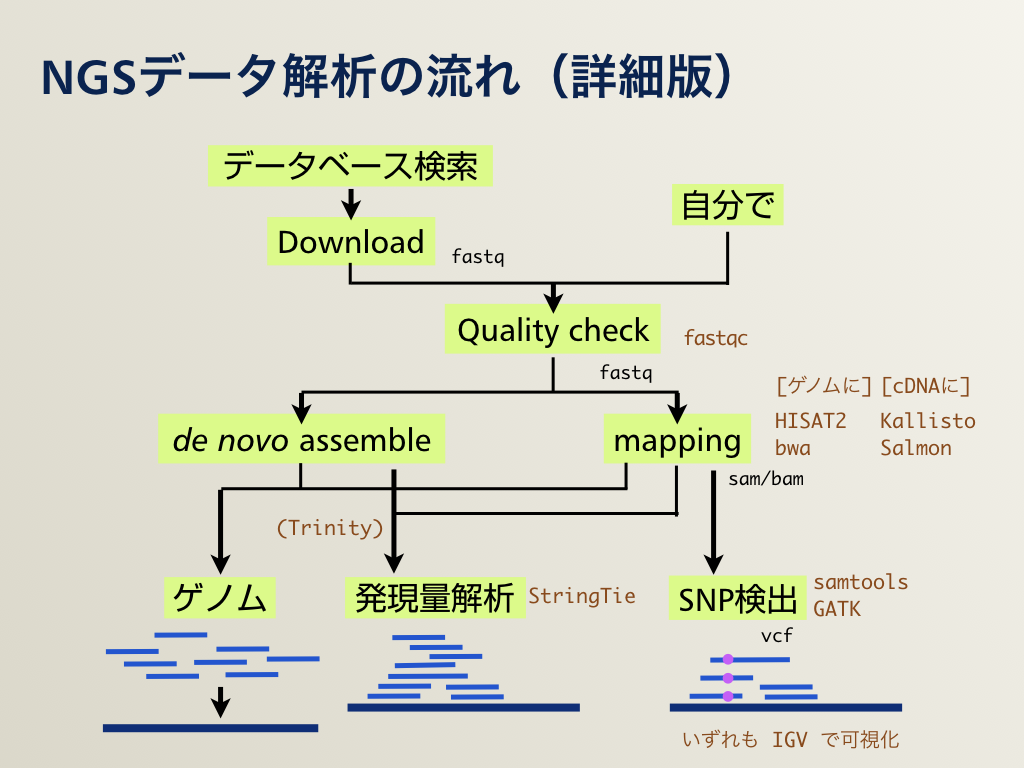 NGSデータ解析の流れ（詳細版）
データベース検索
自分で
Download
fastq
Quality check
fastqc
fastq
[ゲノムに] [cDNAに]
de novo assemble
mapping
HISAT2 Kallisto
bwa Salmon
sam/bam
(Trinity)
ゲノム
発現量解析
StringTie
SNP検出
samtools
GATK
vcf
いずれも IGV で可視化